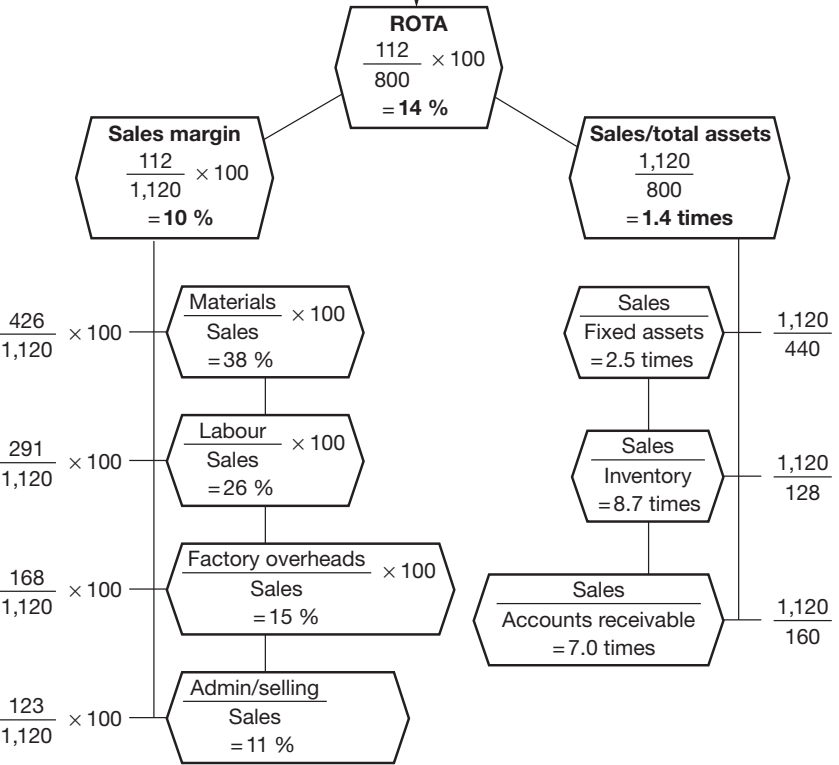 ROTA
112
800
× 100
= 14 %
Sales margin
112
1,120
× 100
= 10 %
Sales/total assets
1,120
800
= 1.4 times
426
1,120
× 100
Materials
Sales
× 100
= 38 %
Sales
Fixed assets
= 2.5 times
1,120
440
291
1,120
× 100
Labour
Sales
× 100
= 26 %
Sales
Inventory
= 8.7 times
1,120
128
168
1,120
× 100
Factory overheads
Sales
× 100
= 15 %
Sales
Accounts receivable
= 7.0 times
1,120
160
123
1,120
× 100
Admin/selling
Sales
= 11 %